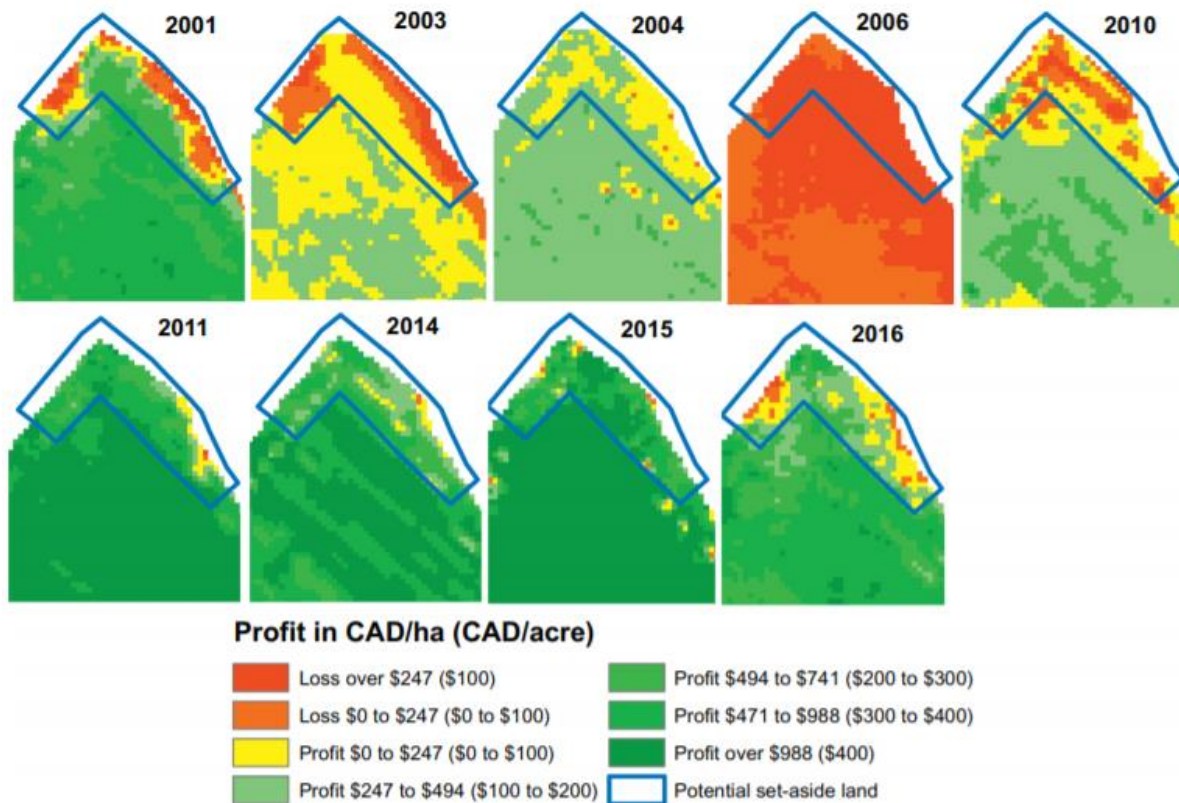 2001
2003
2004
2006
2010
2011
2014
2015
2016
Profit in CAD/ha (CAD/acre)
Loss over $247 ($100)
Loss $0 to $247 ($0 to $100)
Profit $0 to $247 ($0 to $100)
Profit $247 to $494 ($100 to $200)
Profit $494 to $741 ($200 to $300)
Profit $471 to $988 ($300 to $400)
Profit over $988 ($400)
Potential set-aside land